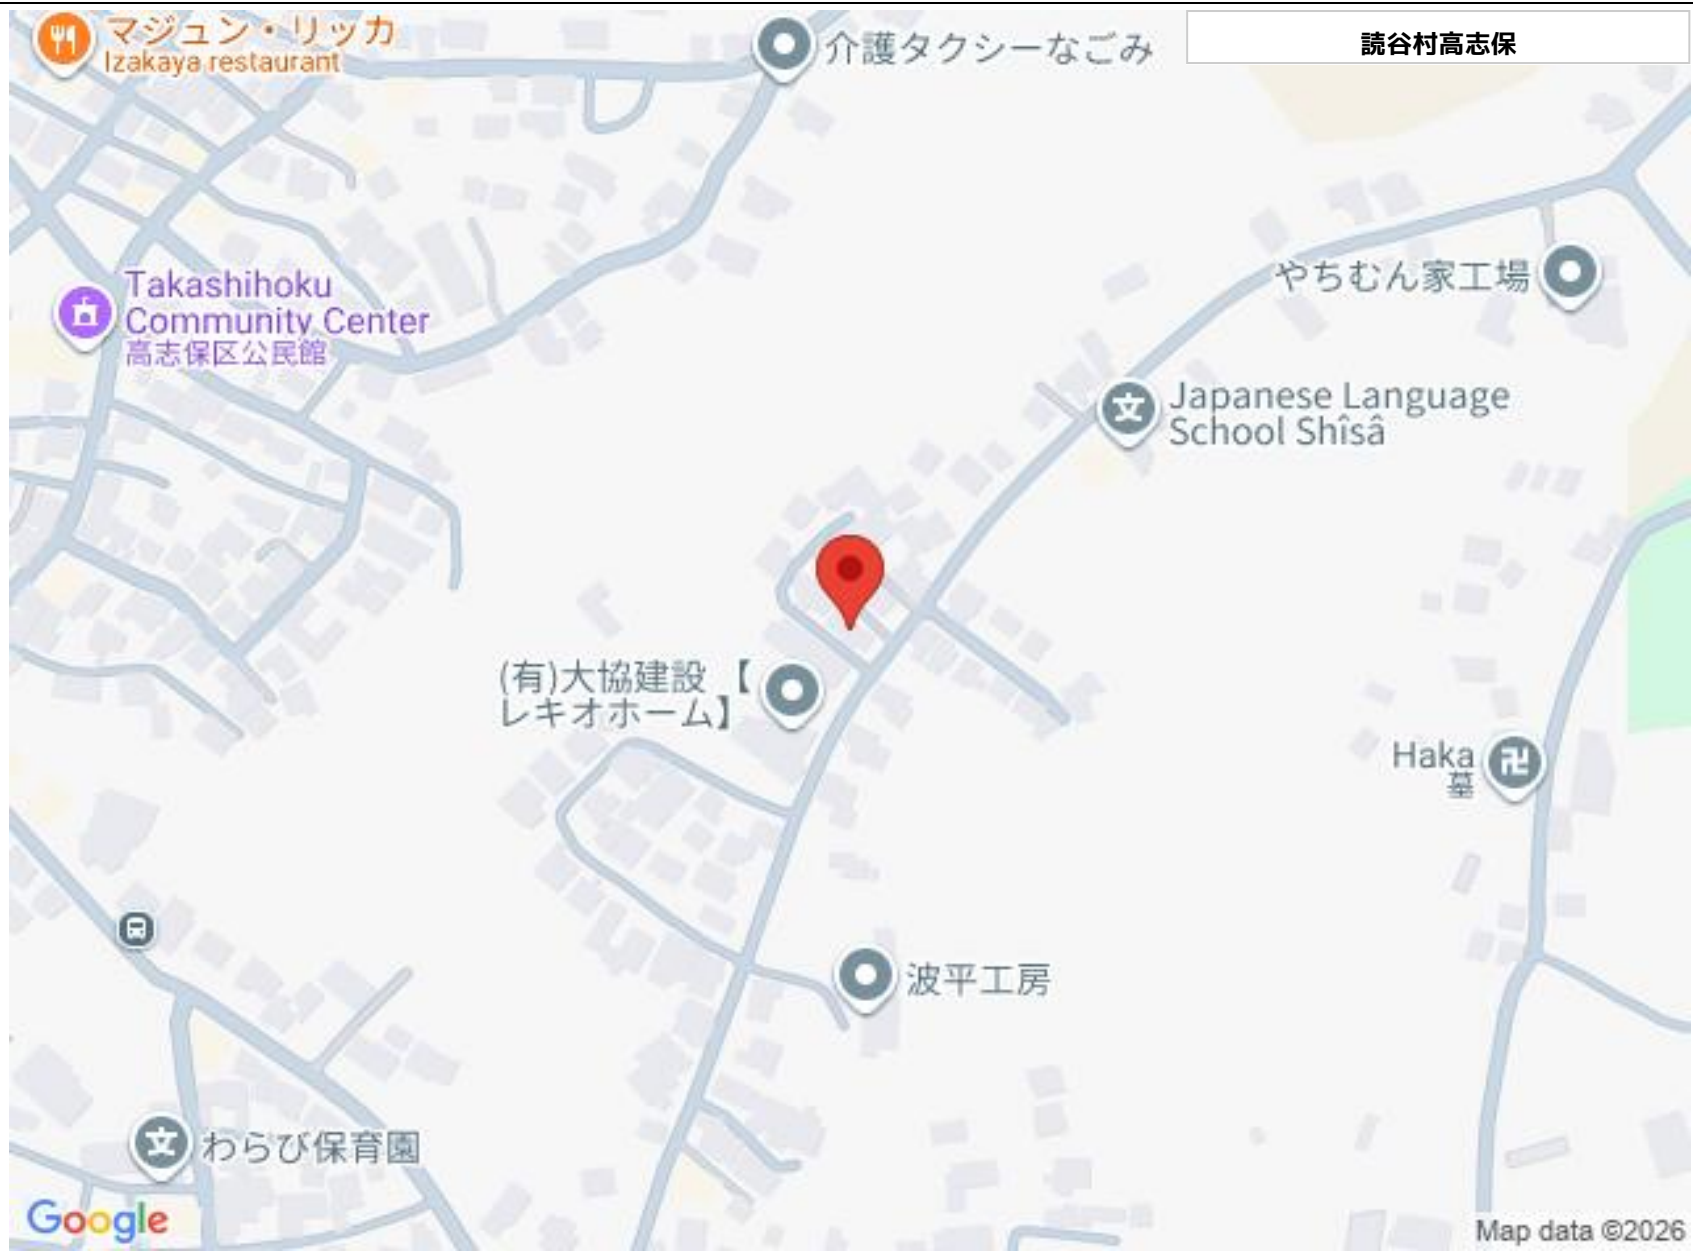 マジュン・リッカ
Izakaya restaurant
介護タクシーなごみ
読谷村高志保
Takashihoku
Community Center
高志保区公民館
やちむん家工場
文
Japanese Language
School Shîsâ
(有)大協建設 【
レキオホーム】
Haka
墓
卍
波平工房
文
わらび保育園
Google
Map data ©2026